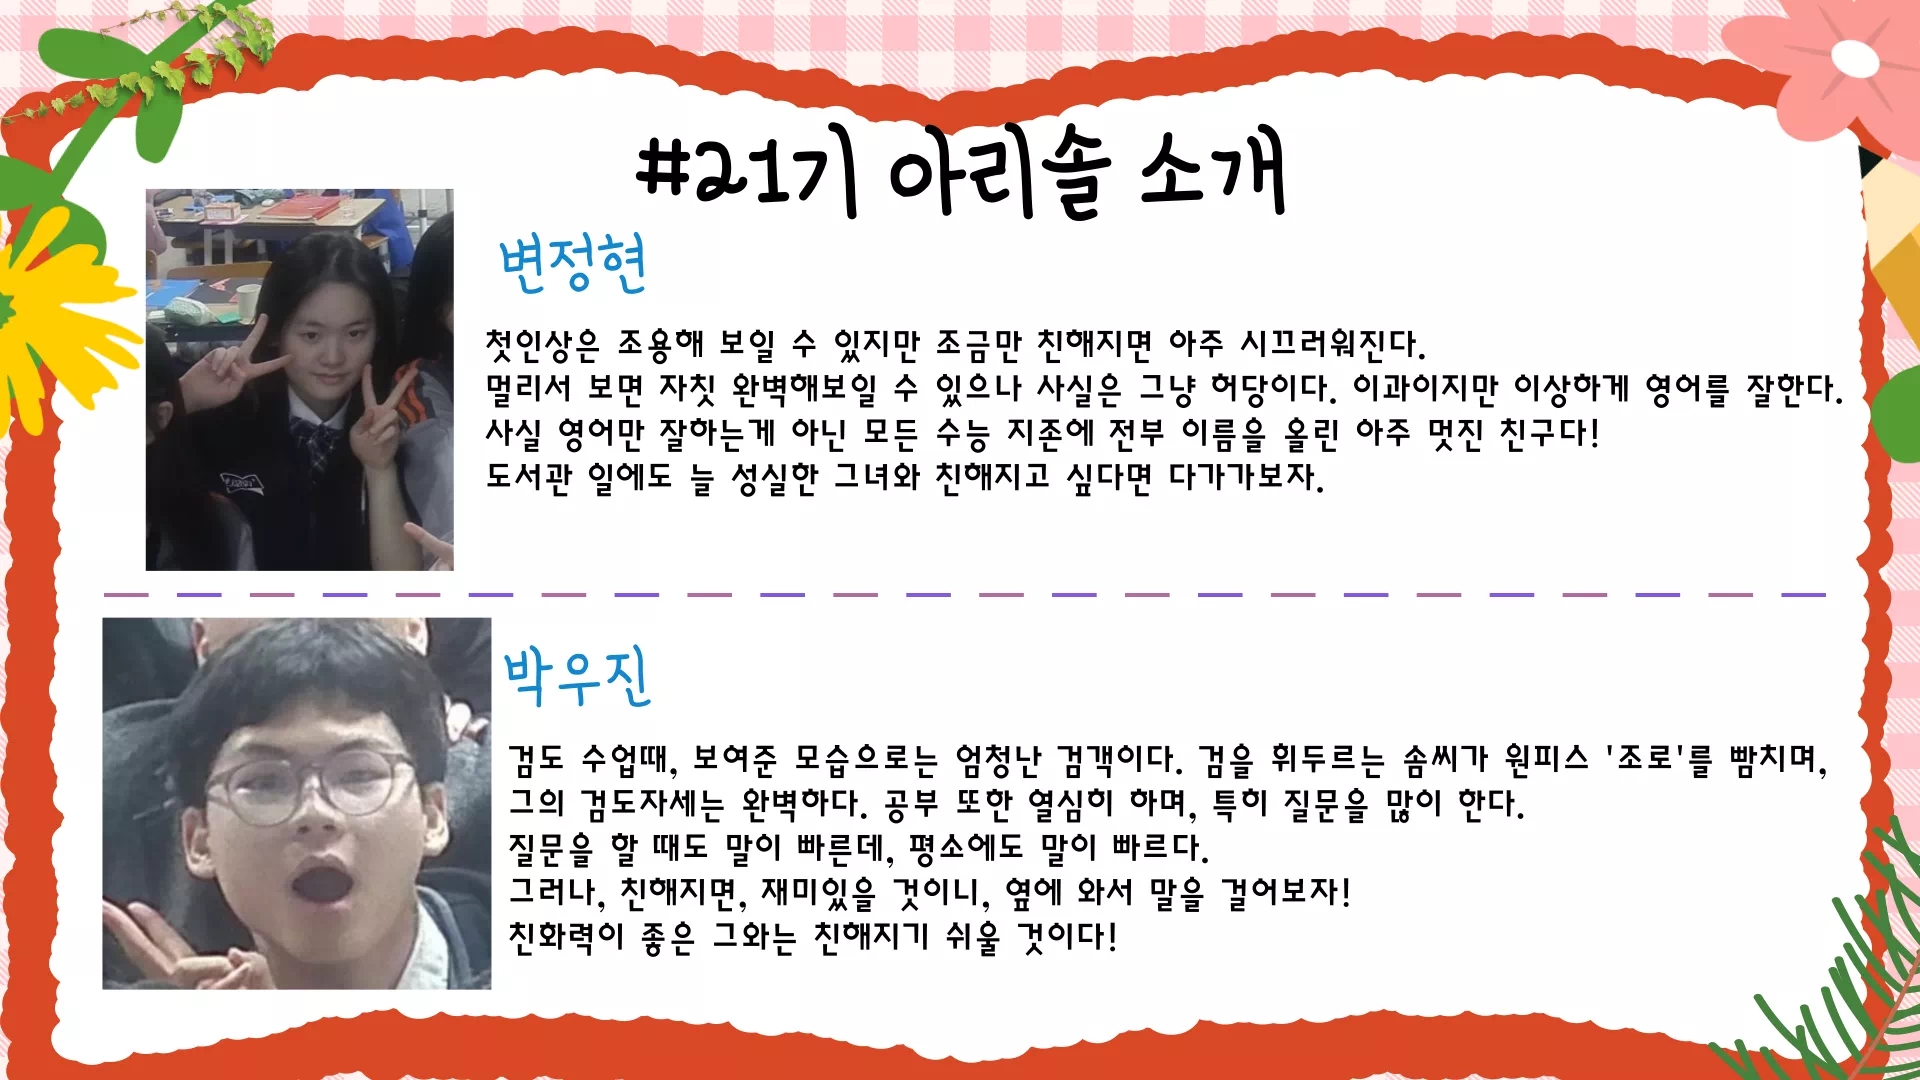 #21기 아리솔 소개
변정현
첫인상은 조용해 보일 수 있지만 조금만 친해지면 아주 시끄러워진다.
멀리서 보면 자칫 완벽해보일 수 있으나 사실은 그냥 허당이다. 이과이지만 이상하게 영어를 잘한다.
사실 영어만 잘하는게 아닌 모든 수능 지존에 전부 이름을 올린 아주 멋진 친구다!
도서관 일에도 늘 성실한 그녀와 친해지고 싶다면 다가가보자.
박우진
검도 수업때, 보여준 모습으로는 엄청난 검객이다. 검을 휘두르는 솜씨가 원피스 '조로'를 빰치며,
그의 검도자세는 완벽하다. 공부 또한 열심히 하며, 특히 질문을 많이 한다.
질문을 할 때도 말이 빠른데, 평소에도 말이 빠르다.
그러나, 친해지면, 재미있을 것이니, 옆에 와서 말을 걸어보자!
친화력이 좋은 그와는 친해지기 쉬울 것이다!